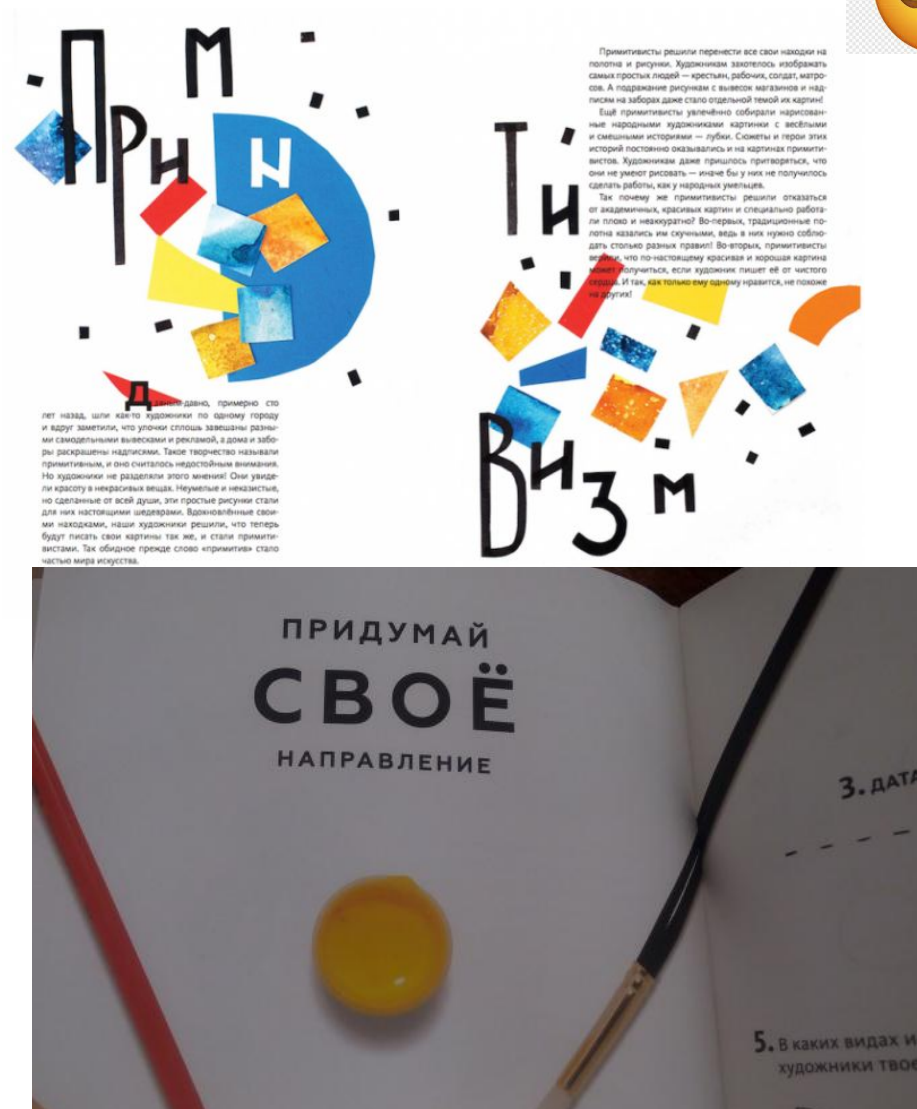 ПРИМИ
Давным-давно, примерно сто
лет назад, шли как-то художники по одному городу
и вдруг заметили, что улочки сплошь завешаны разны-
ми самодельными вывесками и рекламой, а дома и забо-
ры раскрашены надписями. Такое творчество называли
примитивным, и оно считалось недостойным внимания.
Но художники не разделяли этого мнения! Они увиде-
ли красоту в некрасивых вещах. Неумелые и неказистые,
но сделанные от всей души, эти простые рисунки стали
для них настоящими шедеврами. Вдохновлённые свои-
ми находками, наши художники решили, что теперь
будут писать свои картины так же, и стали примити-
вистами. Так обидное прежде слово «примитив» стало
частью мира искусства.
ТИ
Примитивисты решили перенести все свои находки на
полотна и рисунки. Художникам захотелось изображать
самых простых людей — крестьян, рабочих, солдат, матро-
сов. А подражание рисункам с вывесок магазинов и над-
писям на заборах даже стало отдельной темой их картин!
Ещё примитивисты увлечённо собирали нарисован-
ные народными художниками картинки с весёлыми
и смешными историями — лубки. Сюжеты и герои этих
историй постоянно оказывались и на картинах примити-
вистов. Художникам даже пришлось притворяться, что
они не умеют рисовать — иначе бы у них не получилось
сделать работы, как у народных умельцев.
Так почему же примитивисты решили отказаться
от академичных, красивых картин и специально работа-
ли плохо и неаккуратно? Во-первых, традиционные по-
лотна казались им скучными, ведь в них нужно соблю-
дать столько разных правил! Во-вторых, примитивисты
верили, что по-настоящему красивая и хорошая картина
может получиться, если художник пишет её от чистого
сердца. И так, как только ему одному нравится, не похоже
на других!
ВИЗМ
ПРИДУМАЙ
СВОЁ
НАПРАВЛЕНИЕ
3. ДАТА
5. В каких видах и
художники твое